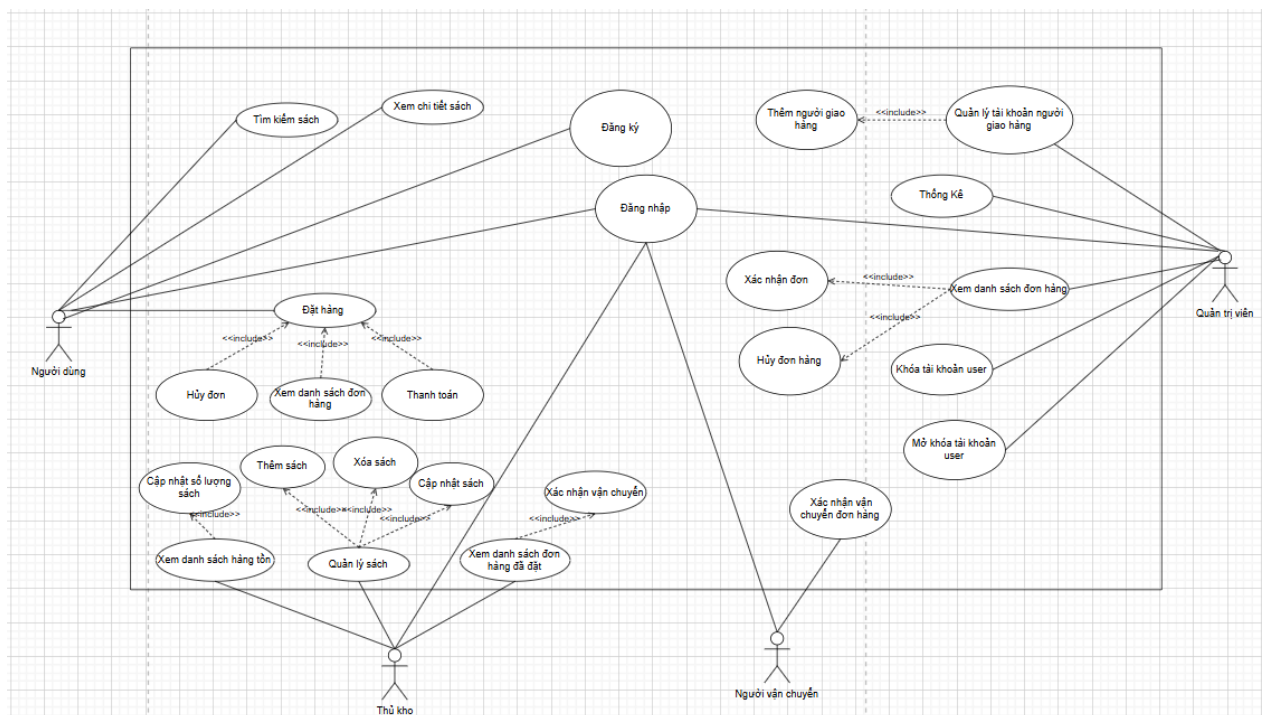 Tìm kiếm sách
Xem chi tiết sách
Đăng ký
Thêm người giao
hàng
<<include>>
Quản lý tài khoản người
giao hàng
Đăng nhập
Thống Kê
Xác nhận đơn
<<include>>
Xem danh sách đơn hàng
<<include>>
Quản trị viên
Đặt hàng
<<include>>
<<include>>
<<include>>
Người dùng
Hủy đơn hàng
Khóa tài khoản user
Hủy đơn
Xem danh sách đơn
hàng
Thanh toán
Mở khóa tài khoản
user
Cập nhật số lượng
sách
Thêm sách
Xóa sách
Cập nhật sách
Xác nhận vận chuyển
Xác nhận vận
chuyển đơn hàng
<<include>>
<<include>>
<<include>>
<<include>>
<<include>>
Xem danh sách hàng tồn
Quản lý sách
Xem danh sách đơn
hàng đã đặt
Người vận chuyển
Thủ kho